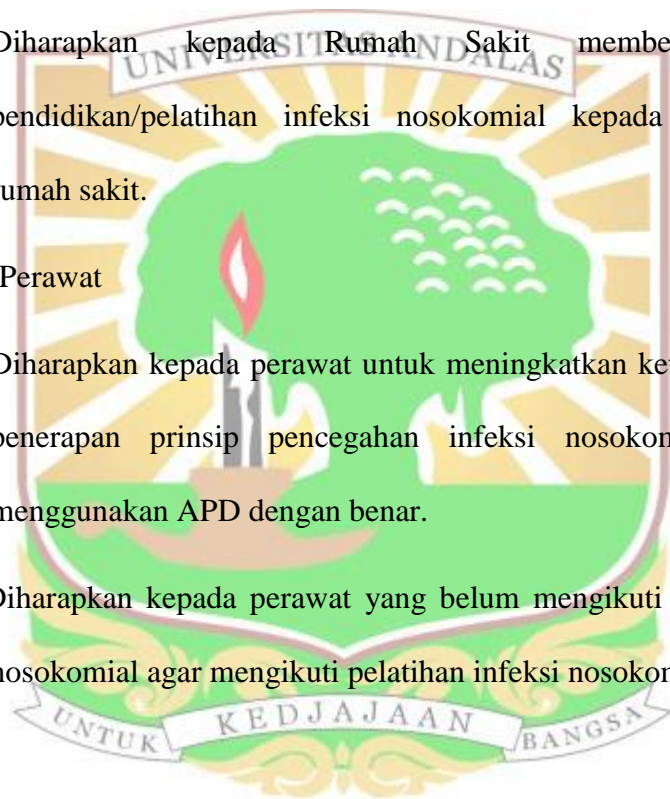 UNIVERSITAS ANDALAS
Diharapkan kepada Rumah Sakit membe
pendidikan/pelatihan infeksi nosokomial kepada
rumah sakit.
Perawat
Diharapkan kepada perawat untuk meningkatkan ke
penerapan prinsip pencegahan infeksi nosokom
menggunakan APD dengan benar.
Diharapkan kepada perawat yang belum mengikuti
nosokomial agar mengikuti pelatihan infeksi nosokom
UNTUK KEDJAJAAN BANGSA